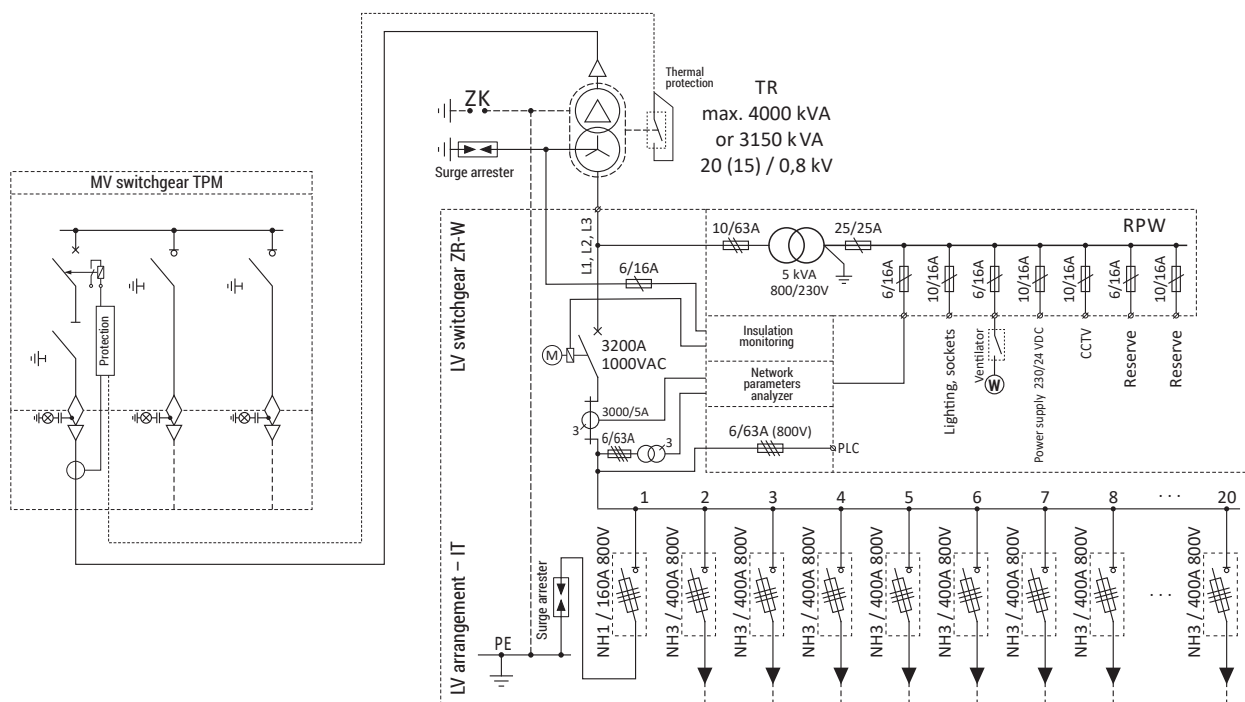 MV switchgear TPM
Protection
ZK
Surge arrester
Thermal
protection
TR
max. 4000 kVA
or 3150 kVA
20 (15) / 0,8 kV
LV switchgear ZR-W
L1, L2, L3
10/63A
5 kVA
800/230V
25/25A
RPW
6/16A
10/16A
6/16A
10/16A
10/16A
6/16A
10/16A
Lighting, sockets
Ventilator
W
Power supply 230/24 VDC
CCTV
Reserve
Reserve
6/16A
Insulation
monitoring
M
3200A
1000VAC
Network
parameters
analyzer
3000/5A
3
6/63A
3
6/63A (800V)
PLC
LV arrangement – IT
1
2
3
4
5
6
7
8
· · ·
20
NH1 / 160A 800V
NH3 / 400A 800V
NH3 / 400A 800V
NH3 / 400A 800V
NH3 / 400A 800V
NH3 / 400A 800V
NH3 / 400A 800V
NH3 / 400A 800V
· · ·
NH3 / 400A 800V
Surge arrester
PE